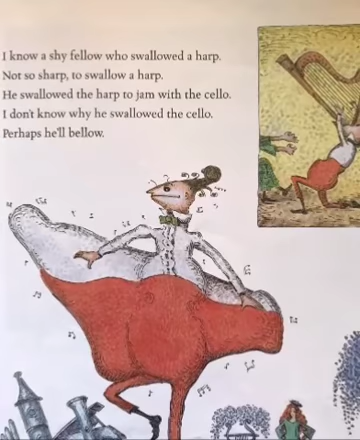 I know a shy fellow who swallowed a harp.
Not so sharp, to swallow a harp.
He swallowed the harp to jam with the cello.
I don't know why he swallowed the cello.
Perhaps he'll bellow.